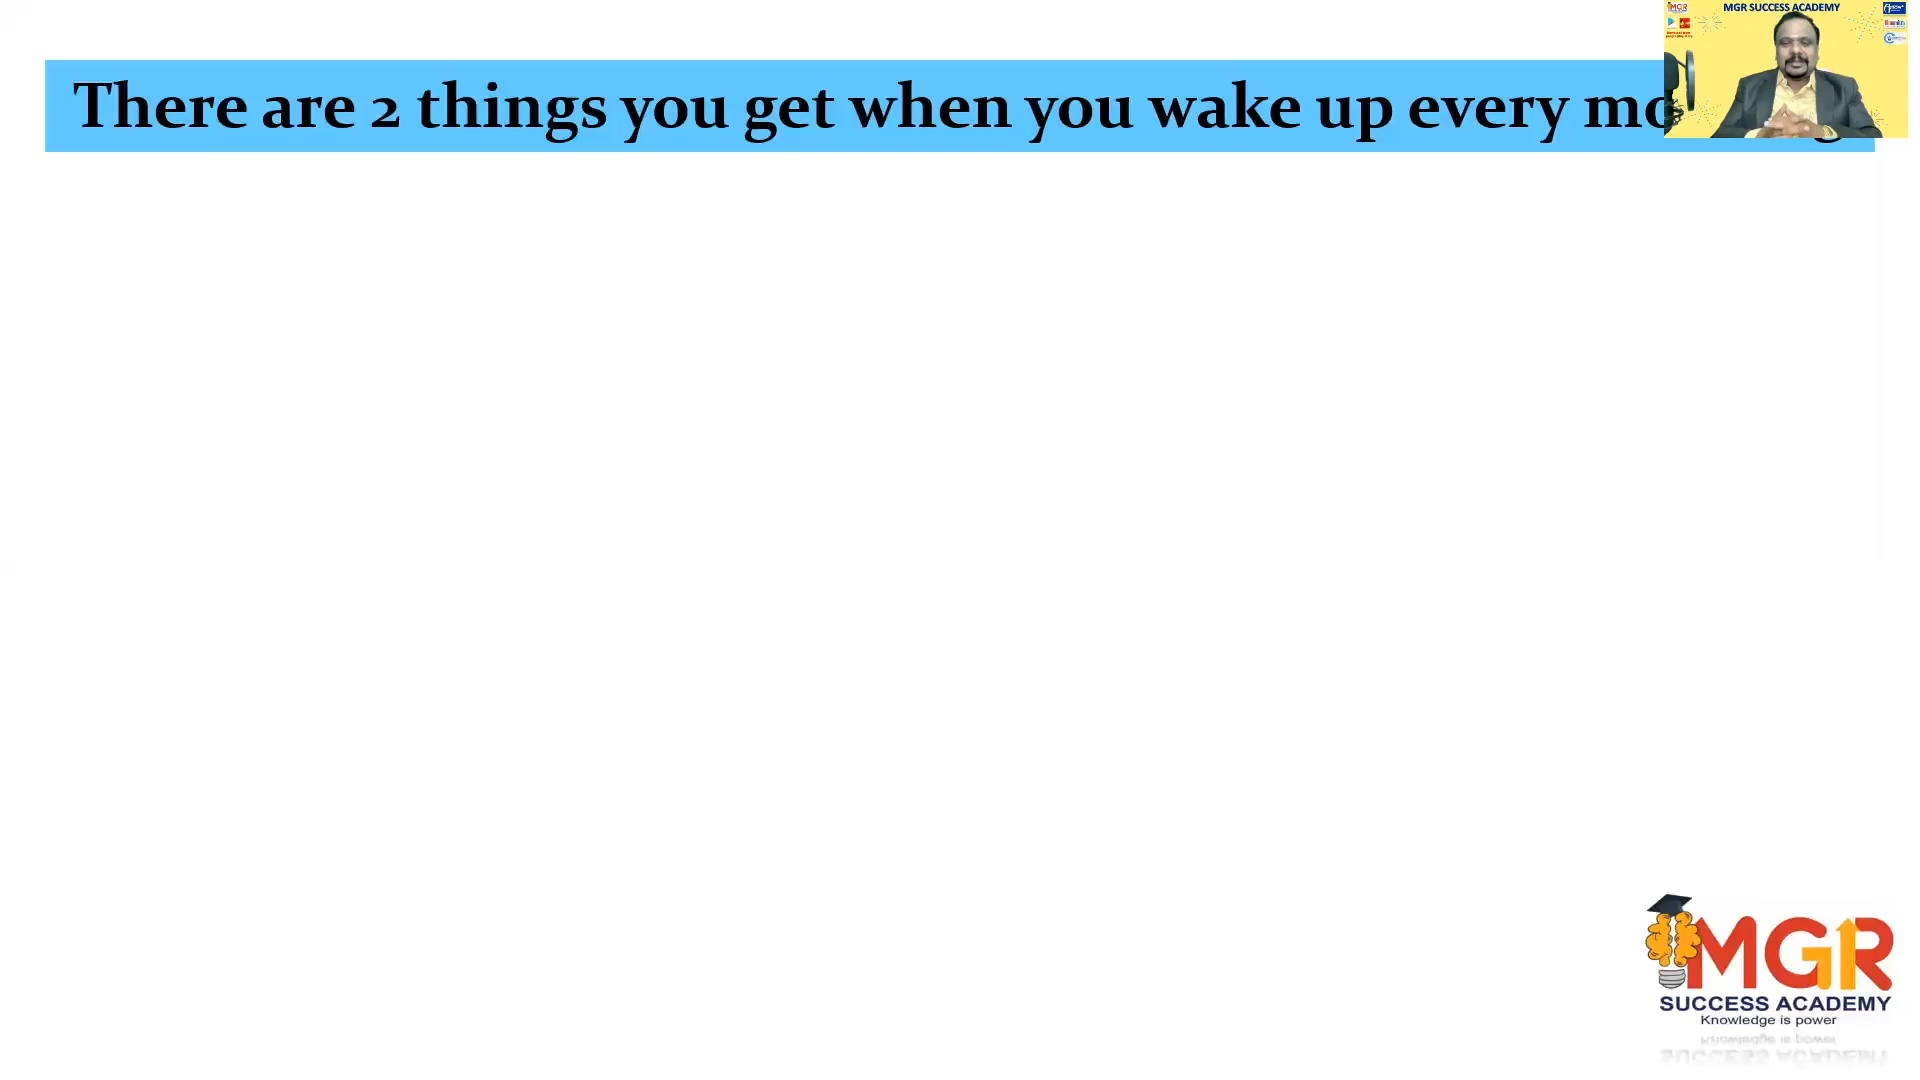 MGR SUCCESS ACADEMY
There are 2 things you get when you wake up every mo
MGR
SUCCESS ACADEMY
Knowledge is power